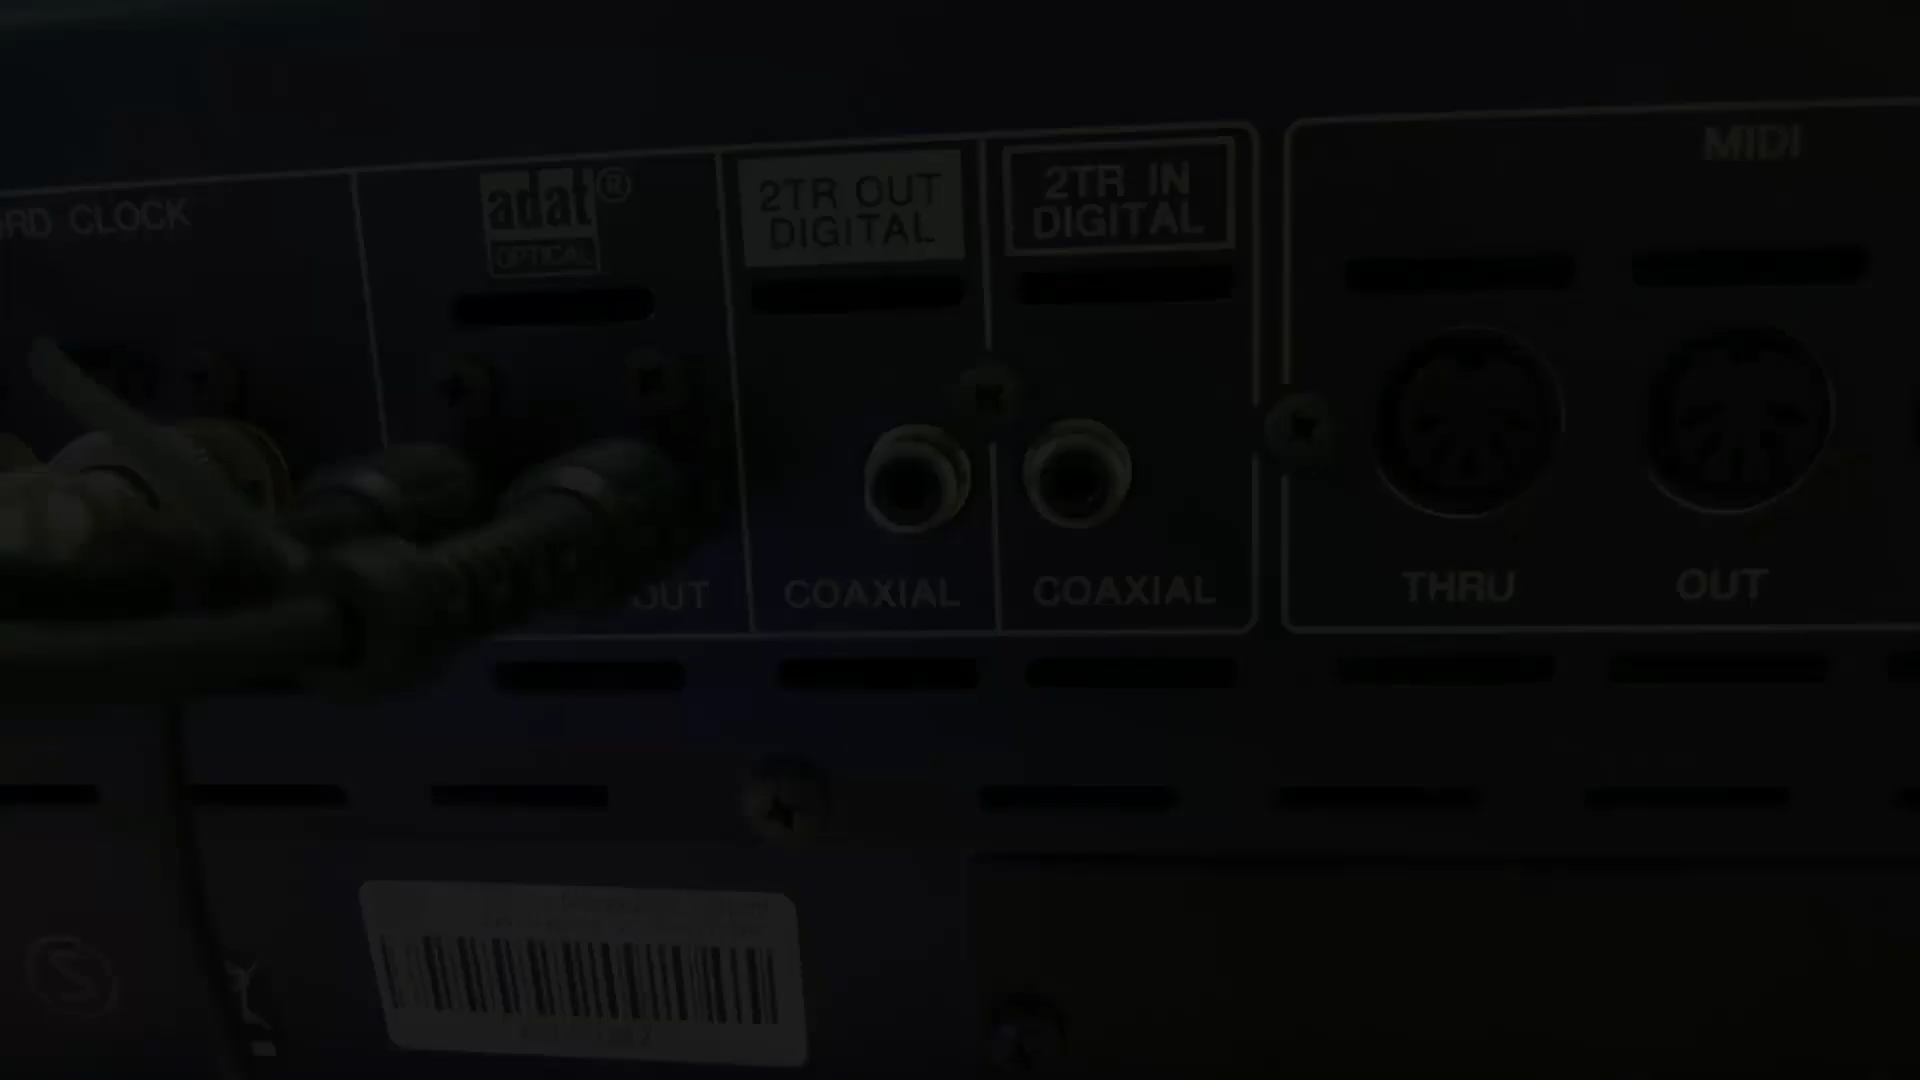 RD CLOCK
adat®
OPTICAL
2TR OUT
DIGITAL
2TR IN
DIGITAL
MIDI
OUT
COAXIAL
COAXIAL
THRU
OUT